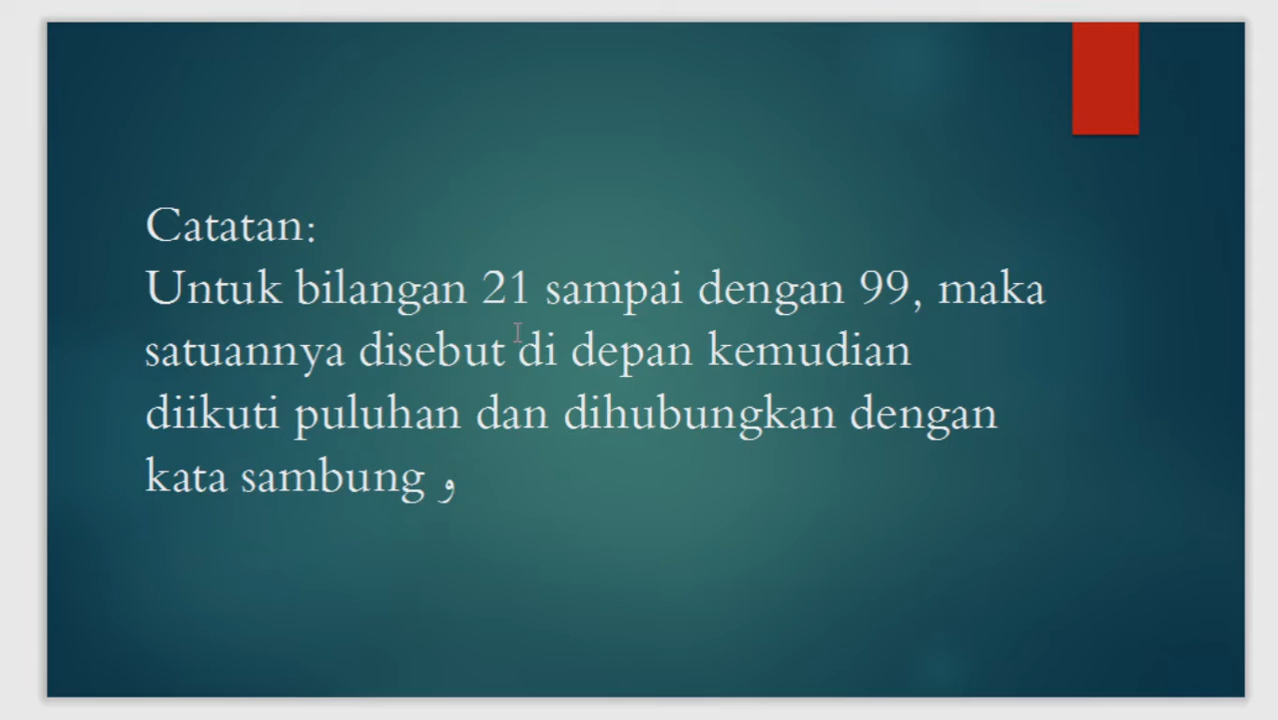 Catatan:
Untuk bilangan 21 sampai dengan 99, maka
satuannya disebut di depan kemudian
diikuti puluhan dan dihubungkan dengan
kata sambung و